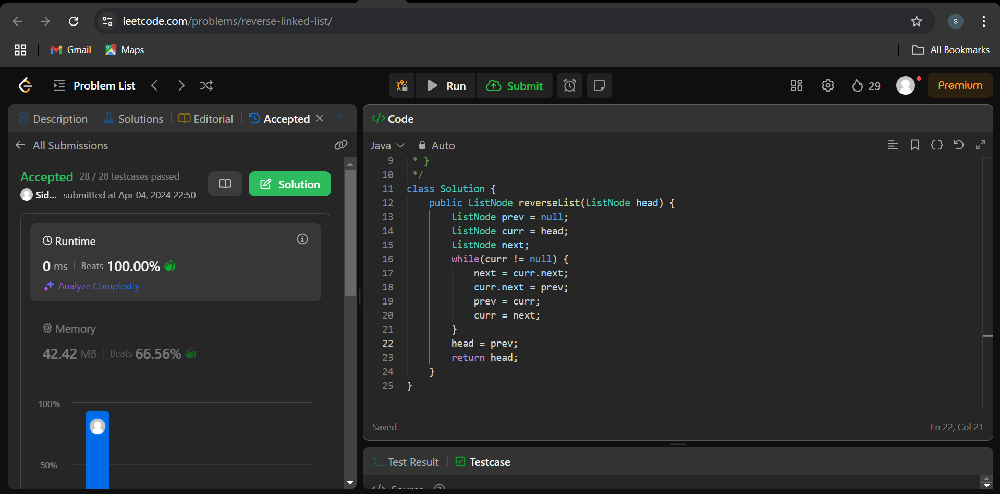 leetcode.com/problems/reverse-linked-list/
s
Gmail
Maps
All Bookmarks
Problem List
Run
Submit
29
Premium
Description
Solutions
Editorial
Accepted
All Submissions
Accepted 28 / 28 testcases passed
Sid... submitted at Apr 04, 2024 22:50
Solution
Runtime
0 ms | Beats 100.00%
Analyze Complexity
Memory
42.42 MB | Beats 66.56%
100%
50%
</> Code
Java
Auto
9 * }
10 */
11 class Solution {
12 public ListNode reverseList(ListNode head) {
13 ListNode prev = null;
14 ListNode curr = head;
15 ListNode next;
16 while(curr != null) {
17 next = curr.next;
18 curr.next = prev;
19 prev = curr;
20 curr = next;
21 }
22 head = prev;
23 return head;
24 }
25 }
Saved
Ln 22, Col 21
Test Result
Testcase
</> Source